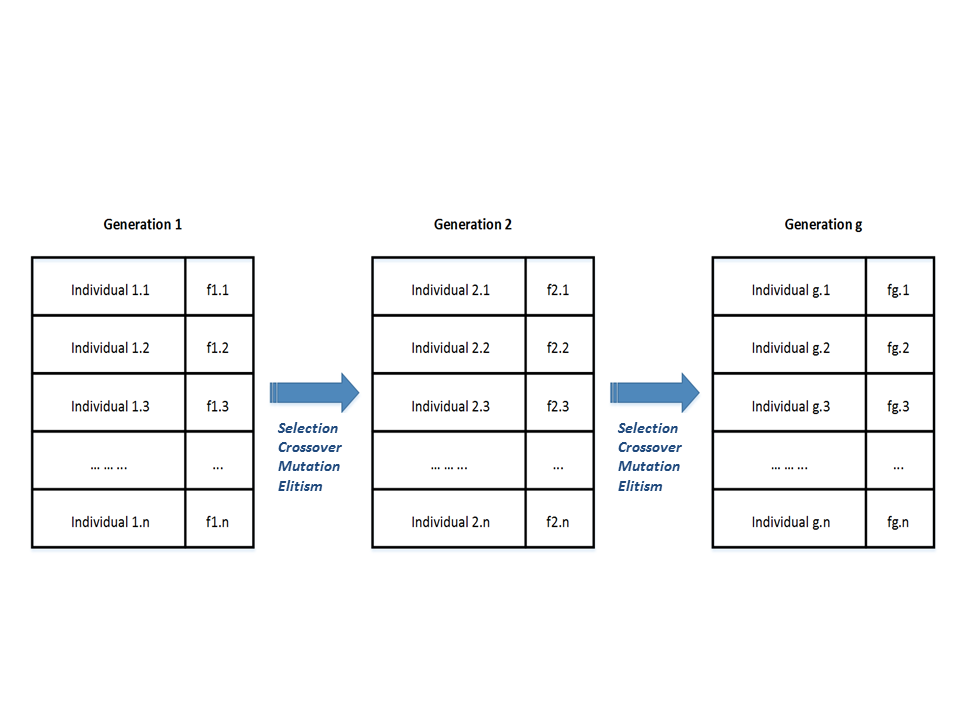 Generation 1
Generation 2
Generation g
Individual 1.1 f1.1
Individual 1.2 f1.2
Individual 1.3 f1.3
... ... ... ...
Individual 1.n f1.n
Selection
Crossover
Mutation
Elitism
Individual 2.1 f2.1
Individual 2.2 f2.2
Individual 2.3 f2.3
... ... ... ...
Individual 2.n f2.n
Selection
Crossover
Mutation
Elitism
Individual g.1 fg.1
Individual g.2 fg.2
Individual g.3 fg.3
... ... ... ...
Individual g.n fg.n